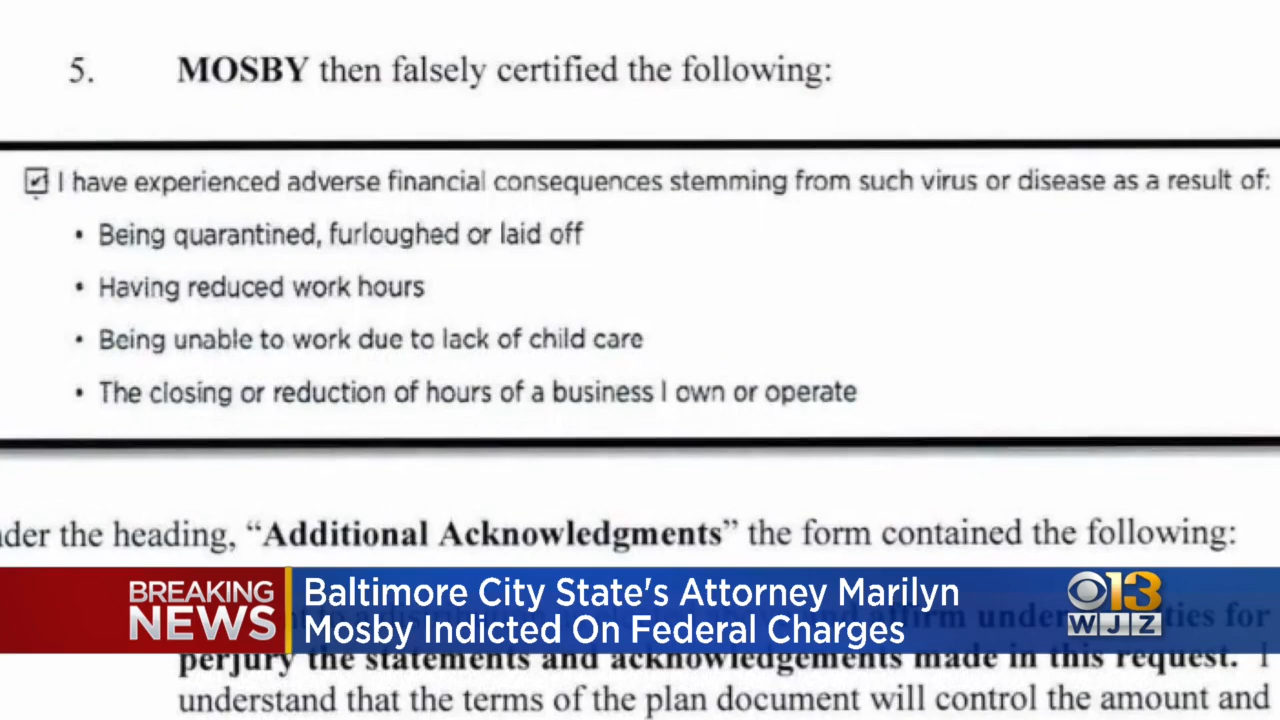 5. MOSBY then falsely certified the following:
I have experienced adverse financial consequences stemming from such virus or disease as a result of:
• Being quarantined, furloughed or laid off
• Having reduced work hours
• Being unable to work due to lack of child care
• The closing or reduction of hours of a business I own or operate
der the heading, “Additional Acknowledgments” the form contained the following:
BREAKING NEWS
Baltimore City State's Attorney Marilyn
Mosby Indicted On Federal Charges
13
WJZ
under ties for
perjury the statements and acknowledgements made in this request. I
understand that the terms of the plan document will control the amount and